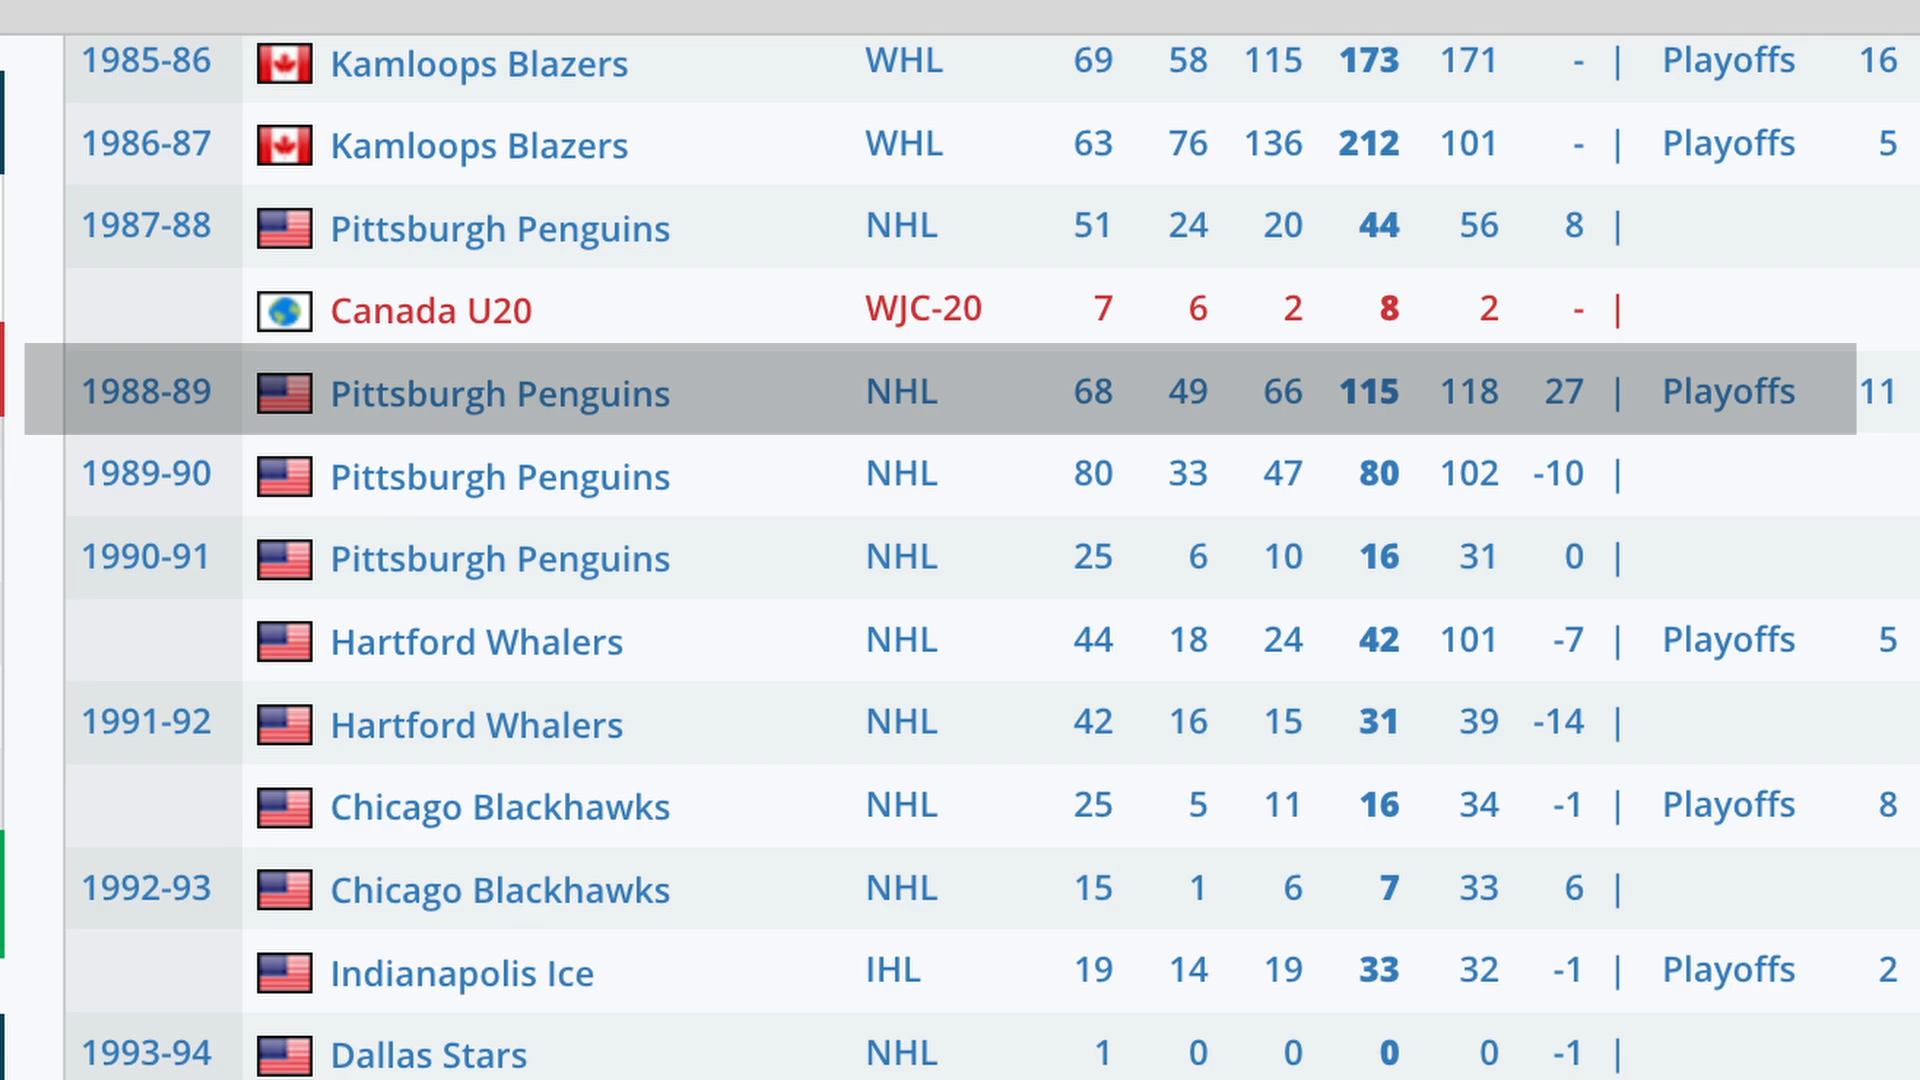 1985-86 Kamloops Blazers WHL 69 58 115 173 171 - | Playoffs 16
1986-87 Kamloops Blazers WHL 63 76 136 212 101 - | Playoffs 5
1987-88 Pittsburgh Penguins NHL 51 24 20 44 56 8 |
Canada U20 WJC-20 7 6 2 8 2 - |
1988-89 Pittsburgh Penguins NHL 68 49 66 115 118 27 | Playoffs 11
1989-90 Pittsburgh Penguins NHL 80 33 47 80 102 -10 |
1990-91 Pittsburgh Penguins NHL 25 6 10 16 31 0 |
Hartford Whalers NHL 44 18 24 42 101 -7 | Playoffs 5
1991-92 Hartford Whalers NHL 42 16 15 31 39 -14 |
Chicago Blackhawks NHL 25 5 11 16 34 -1 | Playoffs 8
1992-93 Chicago Blackhawks NHL 15 1 6 7 33 6 |
Indianapolis Ice IHL 19 14 19 33 32 -1 | Playoffs 2
1993-94 Dallas Stars NHL 1 0 0 0 0 -1 |